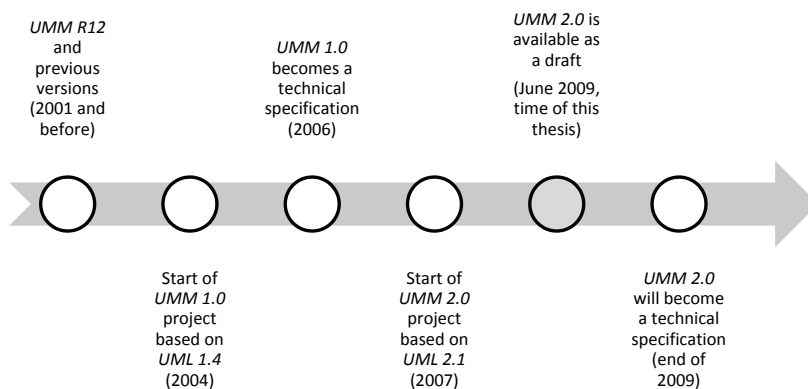 UMM R12
and
previous
versions
(2001 and
before)
Start of
UMM 1.0
project
based on
UML 1.4
(2004)
UMM 1.0
becomes a
technical
specification
(2006)
Start of
UMM 2.0
project
based on
UML 2.1
(2007)
UMM 2.0 is
available as
a draft
(June 2009,
time of this
thesis)
UMM 2.0
will become
a technical
specification
(end of
2009)